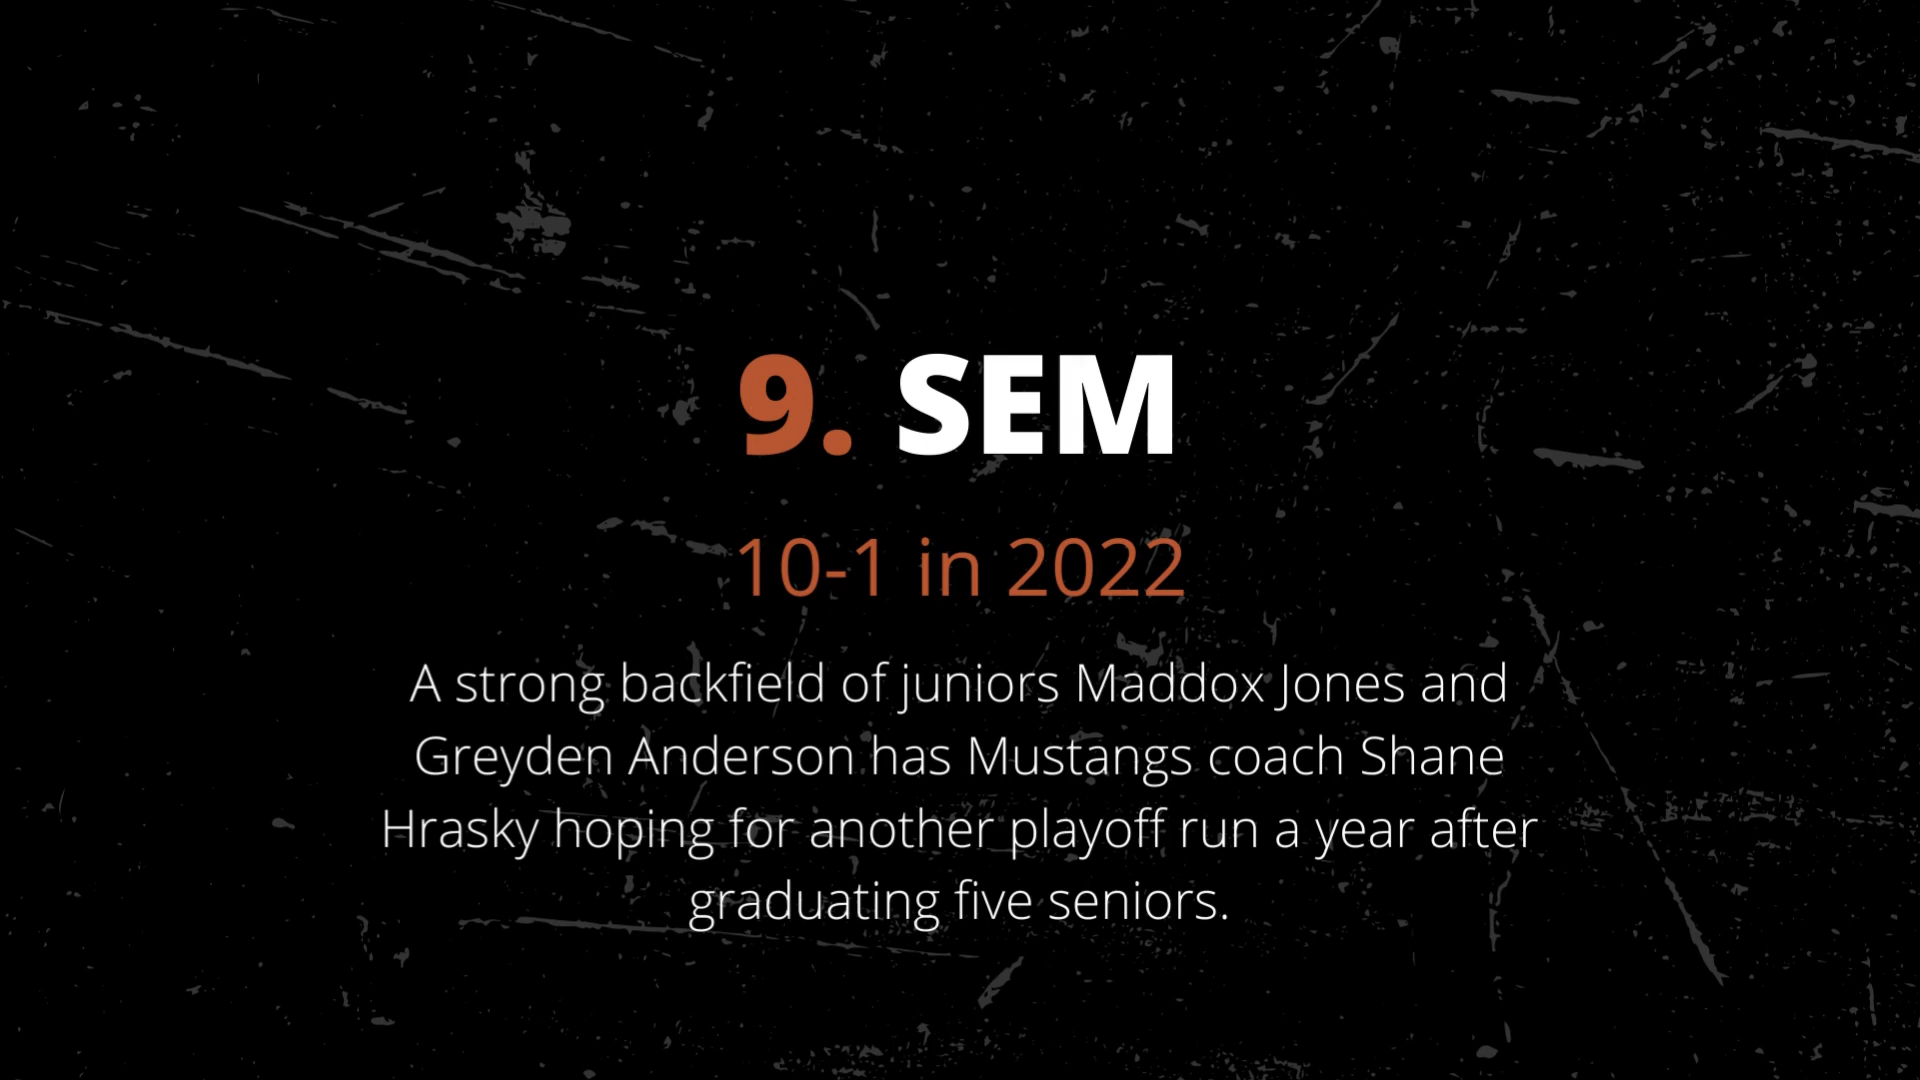 9. SEM
10-1 in 2022
A strong backfield of juniors Maddox Jones and
Greyden Anderson has Mustangs coach Shane
Hrasky hoping for another playoff run a year after
graduating five seniors.